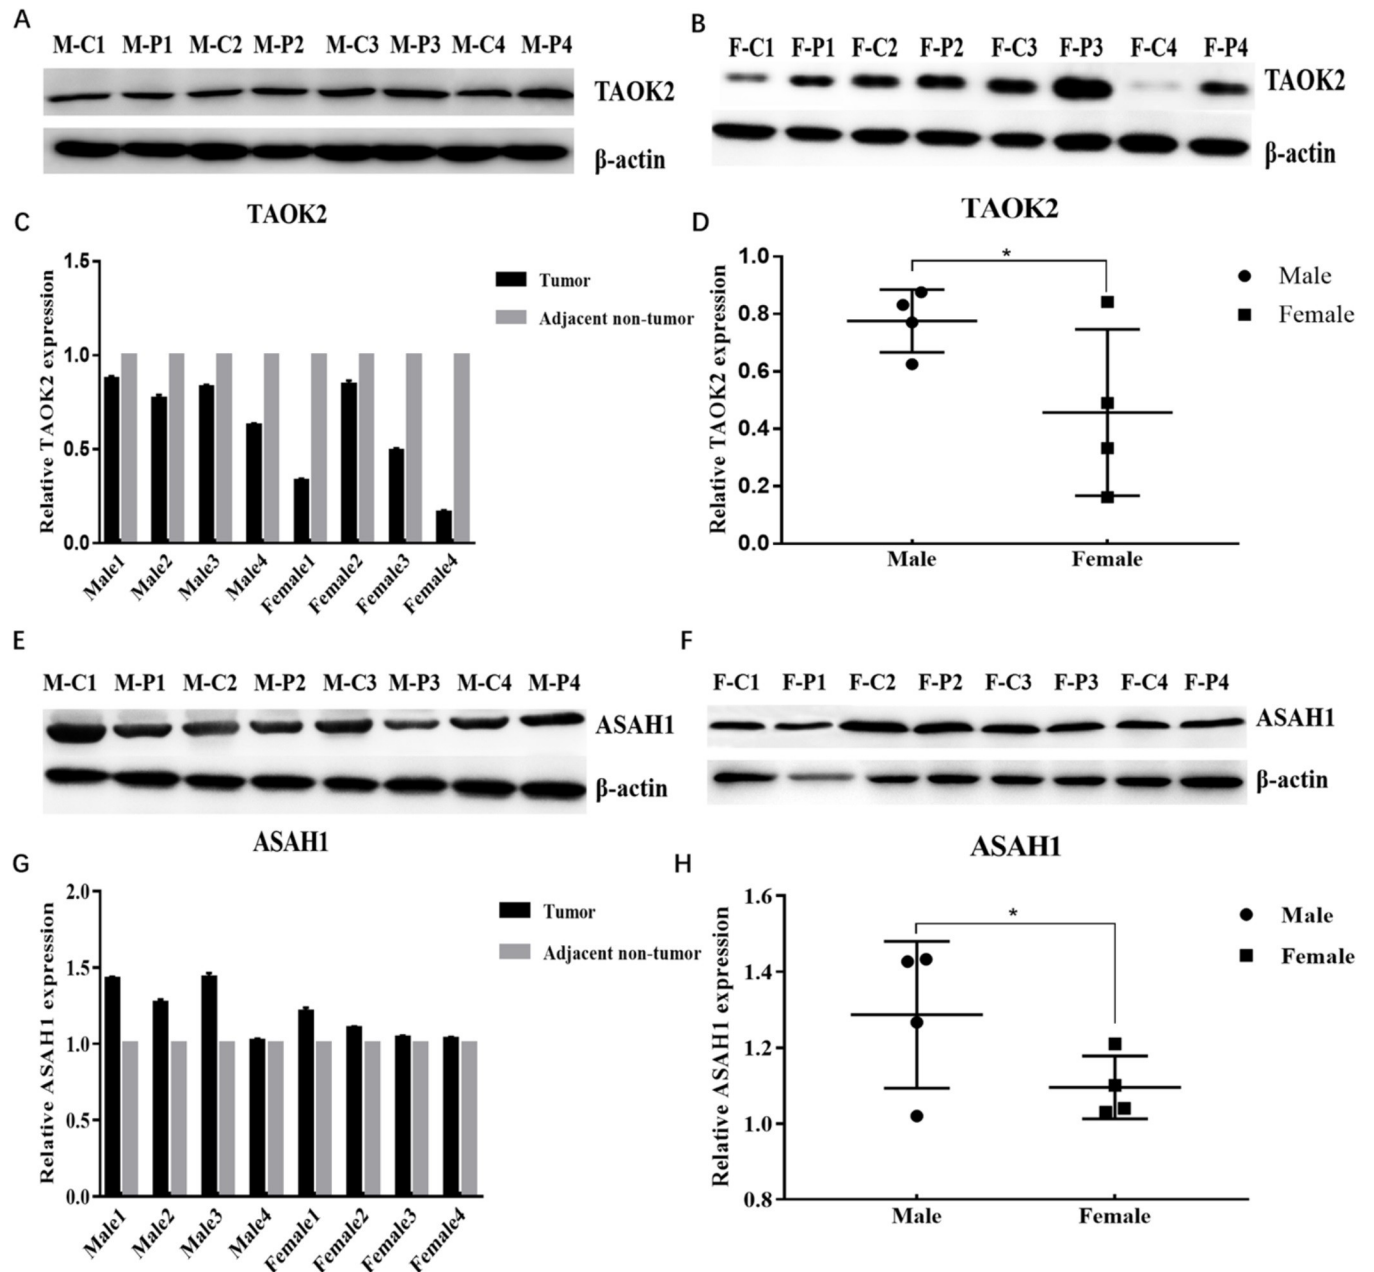 A
M-C1 M-P1 M-C2 M-P2 M-C3 M-P3 M-C4 M-P4
TAOK2
β-actin
B
F-C1 F-P1 F-C2 F-P2 F-C3 F-P3 F-C4 F-P4
TAOK2
β-actin
C
TAOK2
Relative TAOK2 expression
1.5
1.0
0.5
0.0
Male1 Male2 Male3 Male4 Female1 Female2 Female3 Female4
Tumor
Adjacent non-tumor
D
TAOK2
Relative TAOK2 expression
1.0
0.8
0.6
0.4
0.2
0.0
*
Male Female
Male
Female
E
M-C1 M-P1 M-C2 M-P2 M-C3 M-P3 M-C4 M-P4
ASAH1
β-actin
F
F-C1 F-P1 F-C2 F-P2 F-C3 F-P3 F-C4 F-P4
ASAH1
β-actin
G
ASAH1
Relative ASAH1 expression
2.0
1.5
1.0
0.5
0.0
Male1 Male2 Male3 Male4 Female1 Female2 Female3 Female4
Tumor
Adjacent non-tumor
H
ASAH1
Relative ASAH1 expression
1.6
1.4
1.2
1.0
0.8
*
Male Female
Male
Female